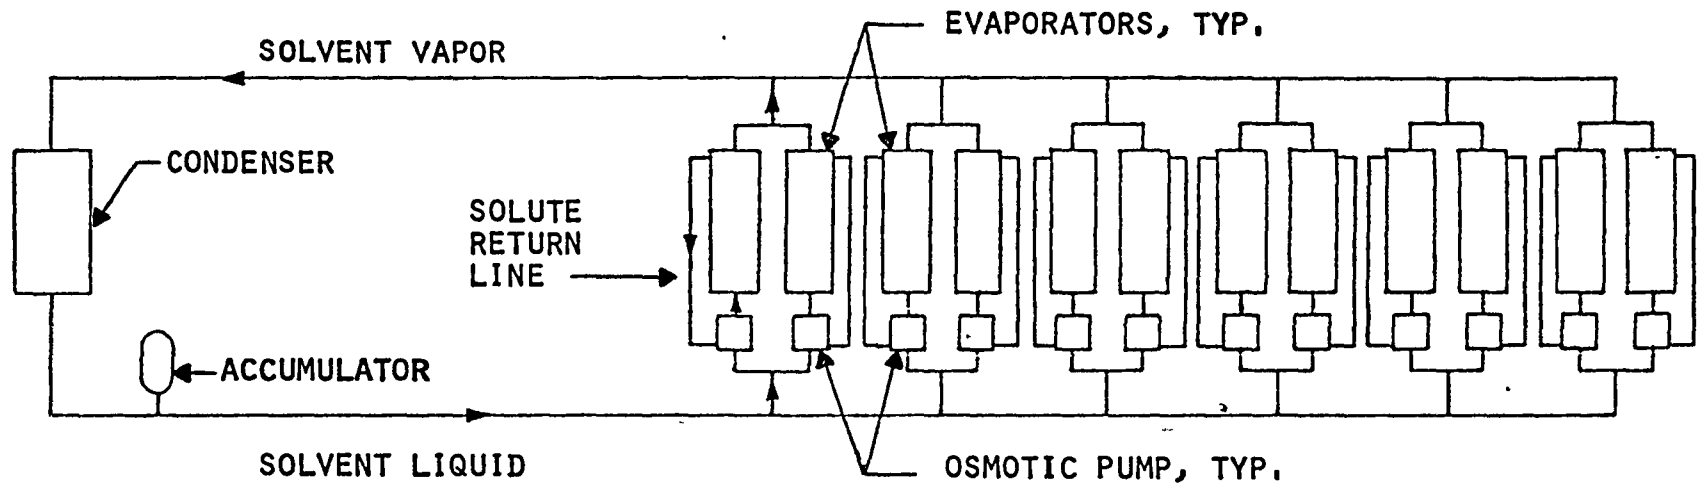 EVAPORATORS, TYP.
SOLVENT VAPOR
CONDENSER
SOLUTE
RETURN
LINE
ACCUMULATOR
SOLVENT LIQUID
OSMOTIC PUMP, TYP.